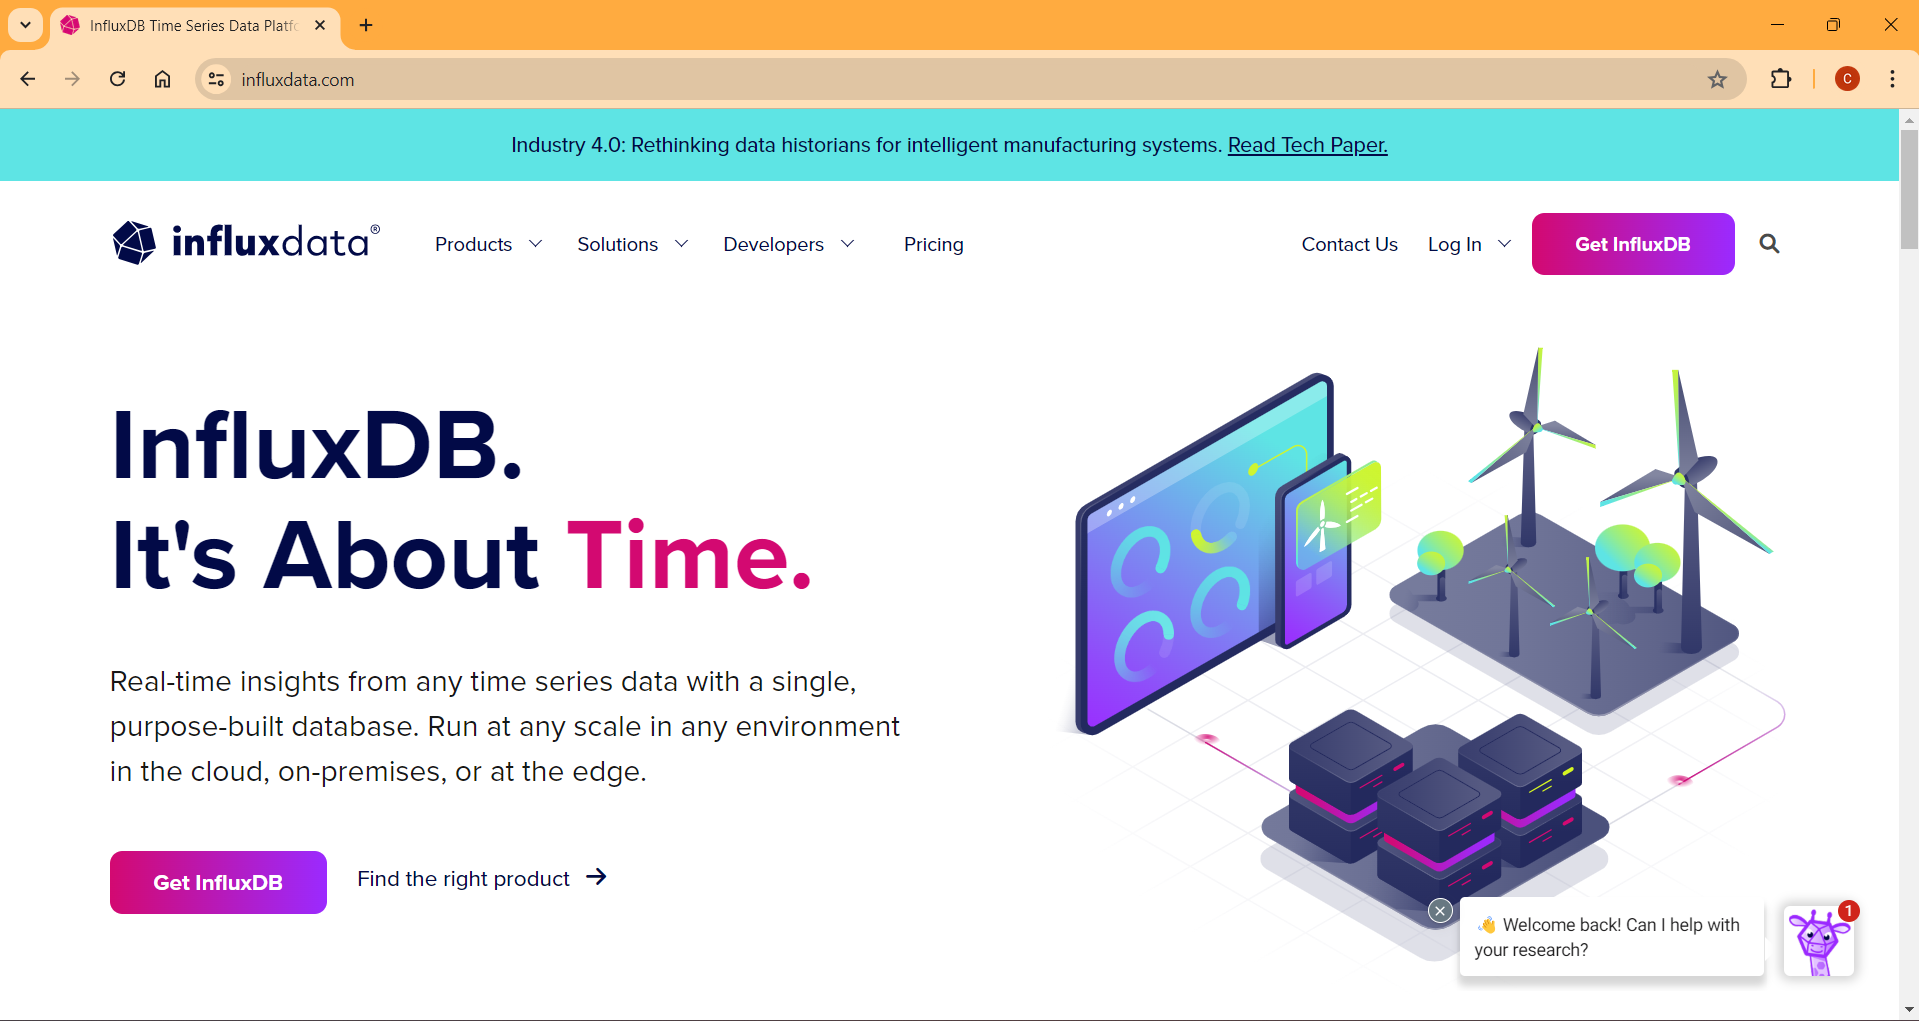 InfluxDB Time Series Data Platfo
influxdata.com
C
Industry 4.0: Rethinking data historians for intelligent manufacturing systems. Read Tech Paper.
influxdata®
Products
Solutions
Developers
Pricing
Contact Us
Log In
Get InfluxDB
InfluxDB.
It's About Time.
Real-time insights from any time series data with a single,
purpose-built database. Run at any scale in any environment
in the cloud, on-premises, or at the edge.
Get InfluxDB
Find the right product →
👋 Welcome back! Can I help with
your research?
1